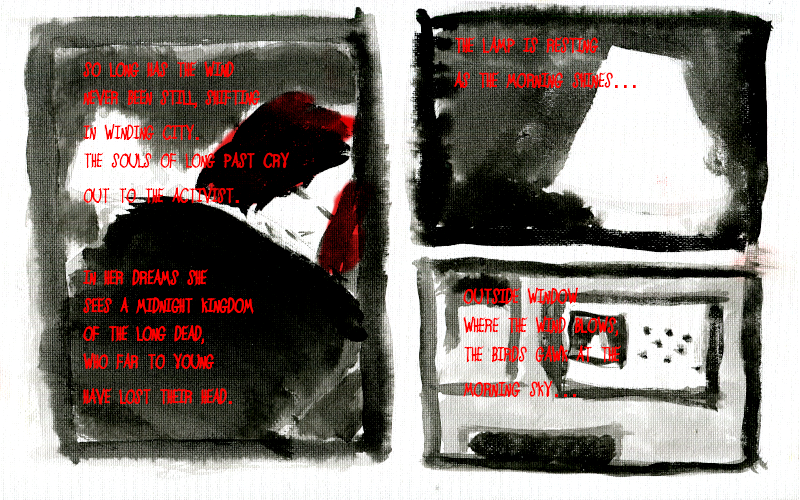 SO LONG HAS THE WIND
NEVER BEEN STILL, SHIFTING
IN WINDING CITY.
THE SOULS OF LONG PAST CRY
OUT TO THE ACTIVIST.
IN HER DREAMS SHE
SEES A MIDNIGHT KINGDOM
OF THE LONG DEAD,
WHO FAR TO YOUNG
HAVE LOST THEIR HEAD.
THE LAMP IS RESTING
AS THE MORNING SHINES...
OUTSIDE WINDOW
WHERE THE WIND BLOWS,
THE BIRDS GAWK AT THE
MORNING SKY...